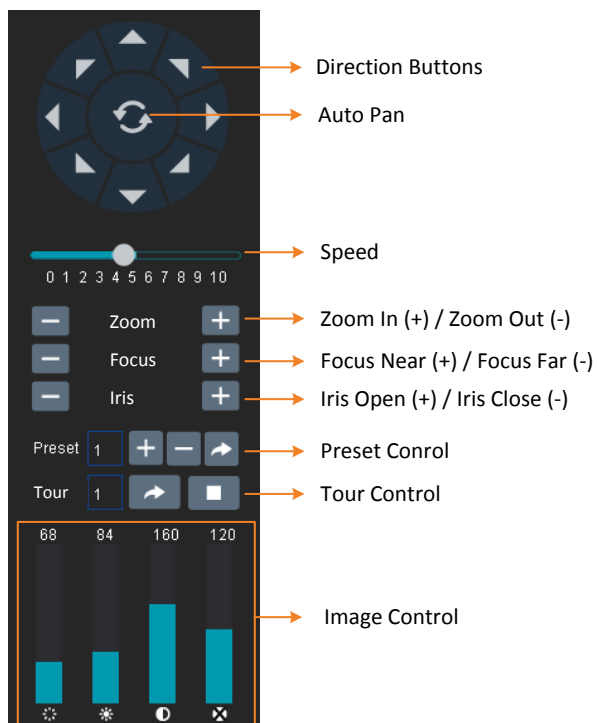 Direction Buttons
Auto Pan
Speed
0 1 2 3 4 5 6 7 8 9 10
Zoom
Zoom In (+) / Zoom Out (-)
Focus
Focus Near (+) / Focus Far (-)
Iris
Iris Open (+) / Iris Close (-)
Preset 1
Preset Conrol
Tour 1
Tour Control
68 84 160 120
Image Control